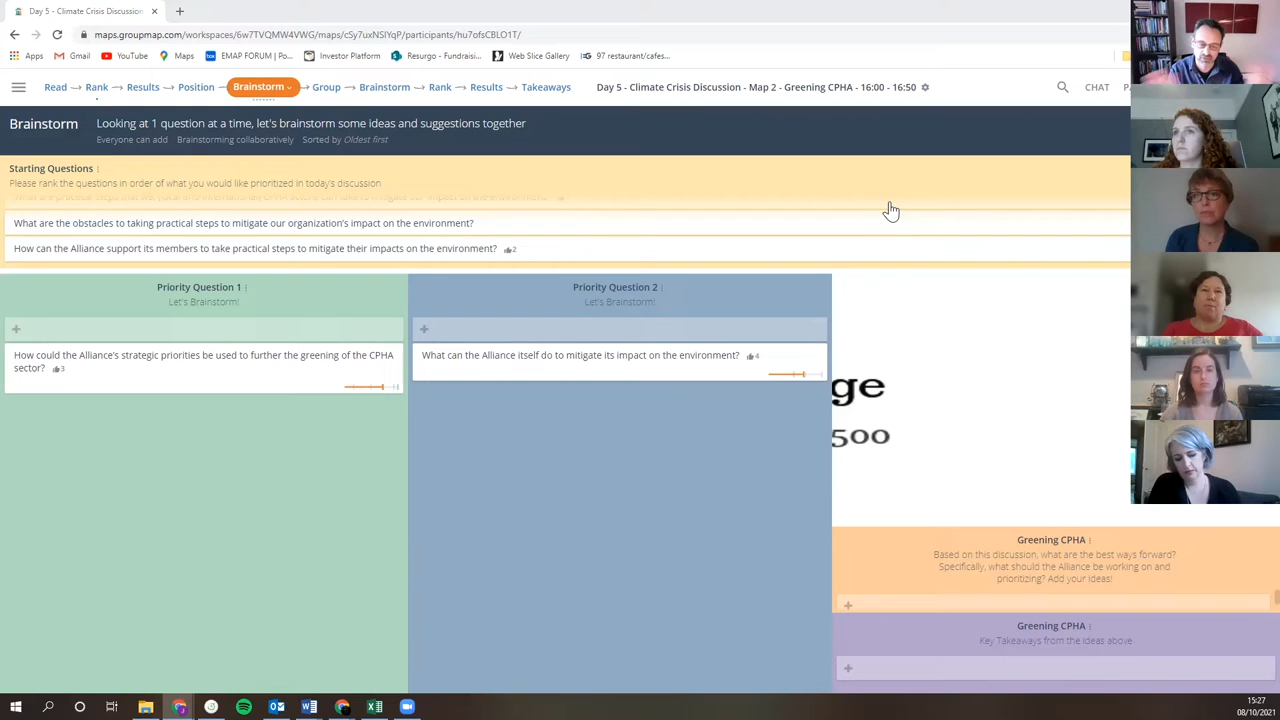 Day 5 - Climate Crisis Discussion
maps.groupmap.com/workspaces/6w7TVQMW4VWG/maps/cSy7uxNSIYqP/participants/hu7ofsCBLO1T/
Apps
Gmail
YouTube
Maps
EMAP FORUM | Po...
Investor Platform
Resurgo - Fundraisi...
Web Slice Gallery
97 restaurant/cafes...
Read
Rank
Results
Position
Brainstorm
Group
Brainstorm
Rank
Results
Takeaways
Day 5 - Climate Crisis Discussion - Map 2 - Greening CPHA - 16:00 - 16:50
CHAT
Brainstorm
Looking at 1 question at a time, let's brainstorm some ideas and suggestions together
Everyone can add Brainstorming collaboratively Sorted by Oldest first
Starting Questions
Please rank the questions in order of what you would like prioritized in today's discussion
What are the obstacles to taking practical steps to mitigate our organization's impact on the environment?
How can the Alliance support its members to take practical steps to mitigate their impacts on the environment? 2
Priority Question 1
Let's Brainstorm!
+
How could the Alliance's strategic priorities be used to further the greening of the CPHA
sector? 3
Priority Question 2
Let's Brainstorm!
+
What can the Alliance itself do to mitigate its impact on the environment? 4
ge
500
Greening CPHA
Based on this discussion, what are the best ways forward?
Specifically, what should the Alliance be working on and
prioritizing? Add your ideas!
+
Greening CPHA
Key Takeaways from the ideas above.
+
15:27
08/10/2021